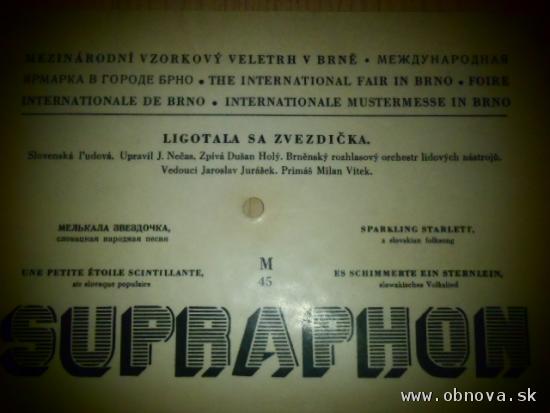 MEZINÁRODNÍ VZORKOVÝ VELETRH V BRNĚ • МЕЖДУНАРОДНАЯ
ЯРМАРКА В ГОРОДЕ БРНО • THE INTERNATIONAL FAIR IN BRNO • FOIRE
INTERNATIONALE DE BRNO • INTERNATIONALE MUSTERMESSE IN BRNO
LIGOTALA SA ZVEZDIČKA.
Slovenská ľudová. Upravil J. Nečas. Zpívá Dušan Holý. Brněnský rozhlasový orchestr lidových nástrojů.
Vedoucí Jaroslav Jurášek. Primáš Milan Vítek.
МЕЛЬКАЛА ЗВЕЗДОЧКА,
словацкая народная песня
SPARKLING STARLETT,
a slovakian folksong
UNE PETITE ÉTOILE SCINTILLANTE,
air slovaque populaire
M
45
ES SCHIMMERTE EIN STERNLEIN,
slowakisches Volkslied
SUPRAPHON
www.obnova.sk